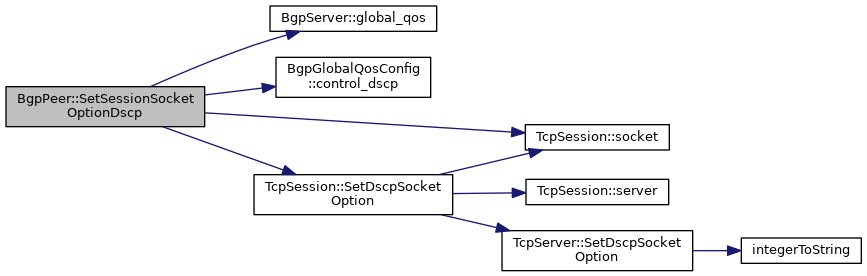 BgpServer::global_qos
BgpGlobalQosConfig
::control_dscp
BgpPeer::SetSessionSocket
OptionDscp
TcpSession::socket
TcpSession::SetDscpSocket
Option
TcpSession::server
TcpServer::SetDscpSocket
Option
integerToString